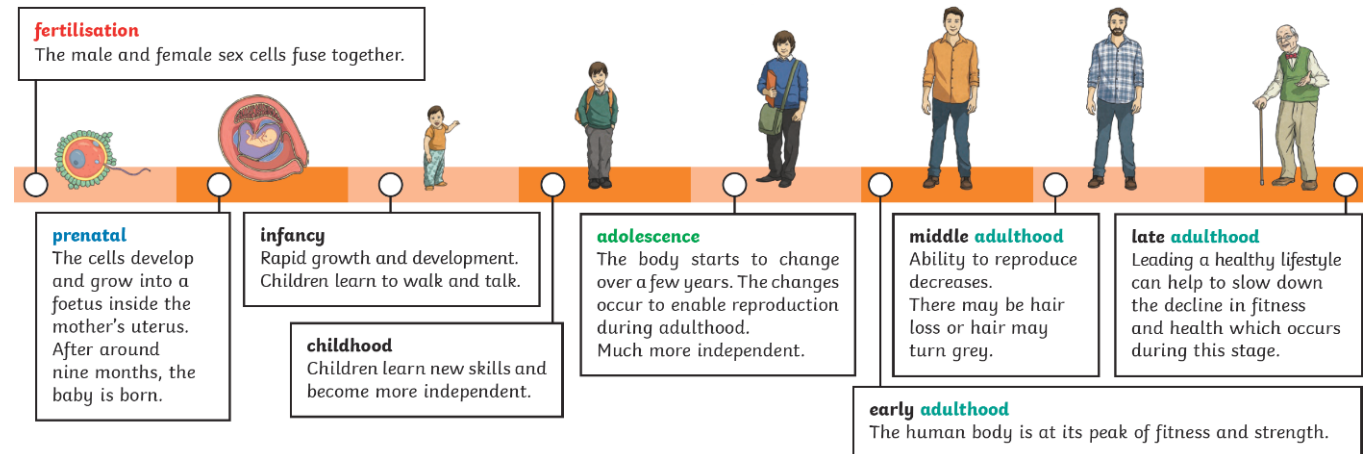 fertilisation
The male and female sex cells fuse together.
prenatal
The cells develop
and grow into a
foetus inside the
mother's uterus.
After around
nine months, the
baby is born.
infancy
Rapid growth and development.
Children learn to walk and talk.
childhood
Children learn new skills and
become more independent.
adolescence
The body starts to change
over a few years. The changes
occur to enable reproduction
during adulthood.
Much more independent.
early adulthood
The human body is at its peak of fitness and strength.
middle adulthood
Ability to reproduce
decreases.
There may be hair
loss or hair may
turn grey.
late adulthood
Leading a healthy lifestyle
can help to slow down
the decline in fitness
and health which occurs
during this stage.